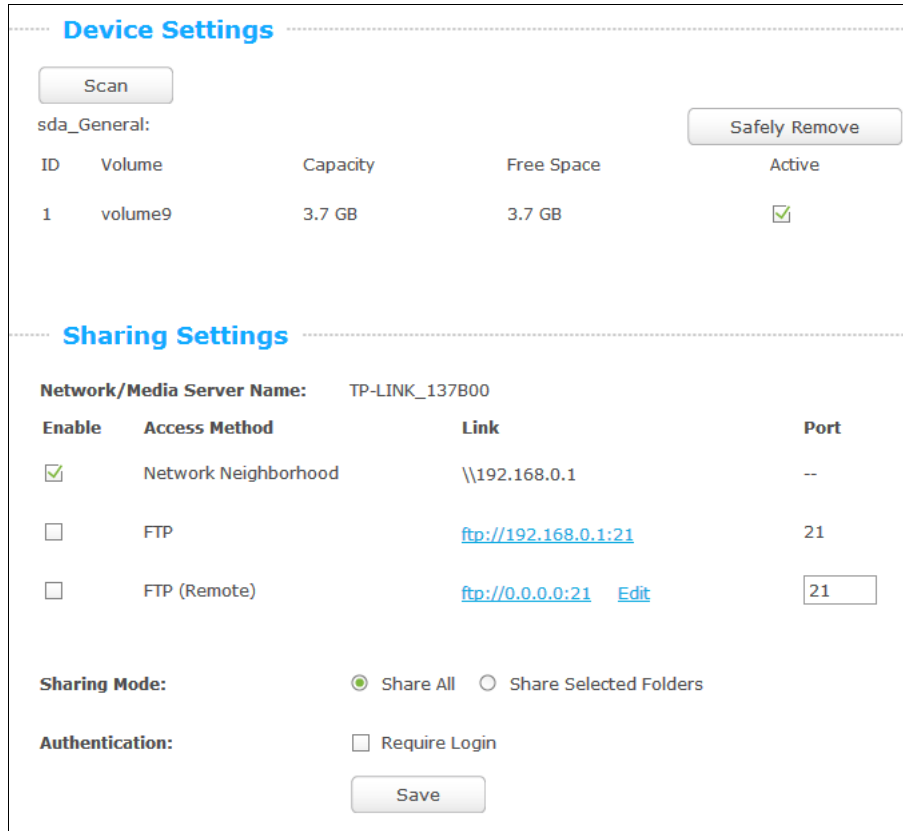 Device Settings
Scan
sda_General:
Safely Remove
ID Volume Capacity Free Space Active
1 volume9 3.7 GB 3.7 GB
Sharing Settings
Network/Media Server Name: TP-LINK_137B00
Enable Access Method Link Port
Network Neighborhood \\192.168.0.1 --
FTP ftp://192.168.0.1:21 21
FTP (Remote) ftp://0.0.0.0:21 Edit 21
Sharing Mode: Share All Share Selected Folders
Authentication: Require Login
Save